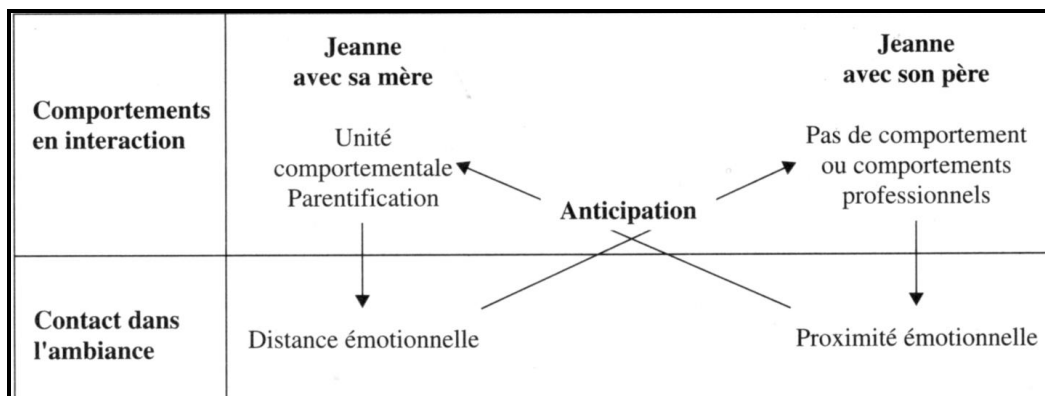 Jeanne
avec sa mère
Jeanne
avec son père
Comportements
en interaction
Unité
comportementale
Parentification
Pas de comportement
ou comportements
professionnels
Anticipation
Contact dans
l'ambiance
Distance émotionnelle
Proximité émotionnelle